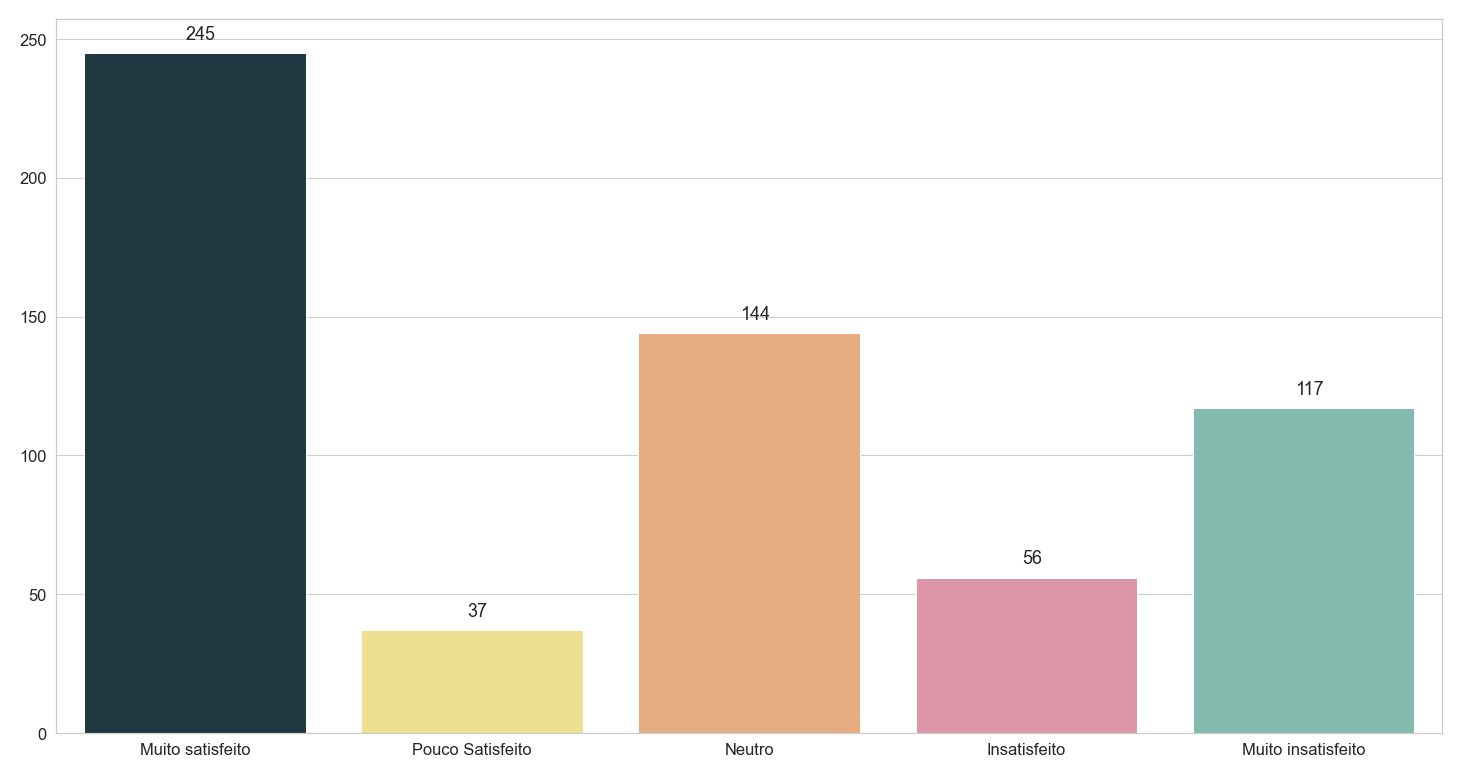 250
200
150
100
50
0
245
37
144
56
117
Muito satisfeito
Pouco Satisfeito
Neutro
Insatisfeito
Muito insatisfeito